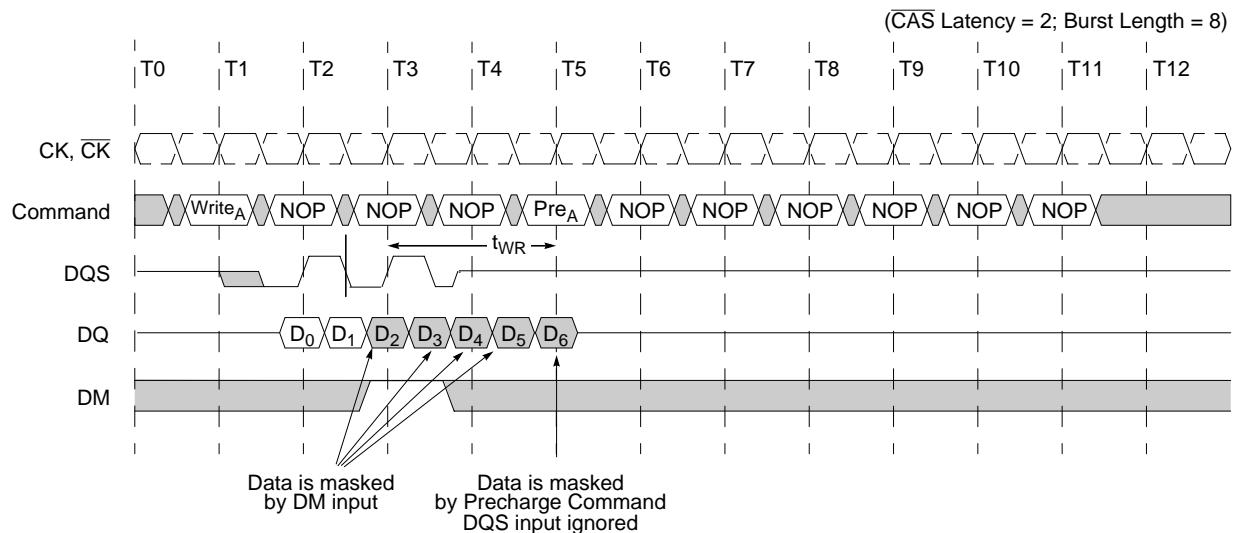 (CAS Latency = 2; Burst Length = 8)
T0 T1 T2 T3 T4 T5 T6 T7 T8 T9 T10 T11 T12
CK, CK
Command WriteA NOP NOP NOP PreA NOP NOP NOP NOP NOP NOP
tWR
DQS
DQ D0 D1 D2 D3 D4 D5 D6
DM
Data is masked
by DM input
Data is masked
by Precharge Command
DQS input ignored